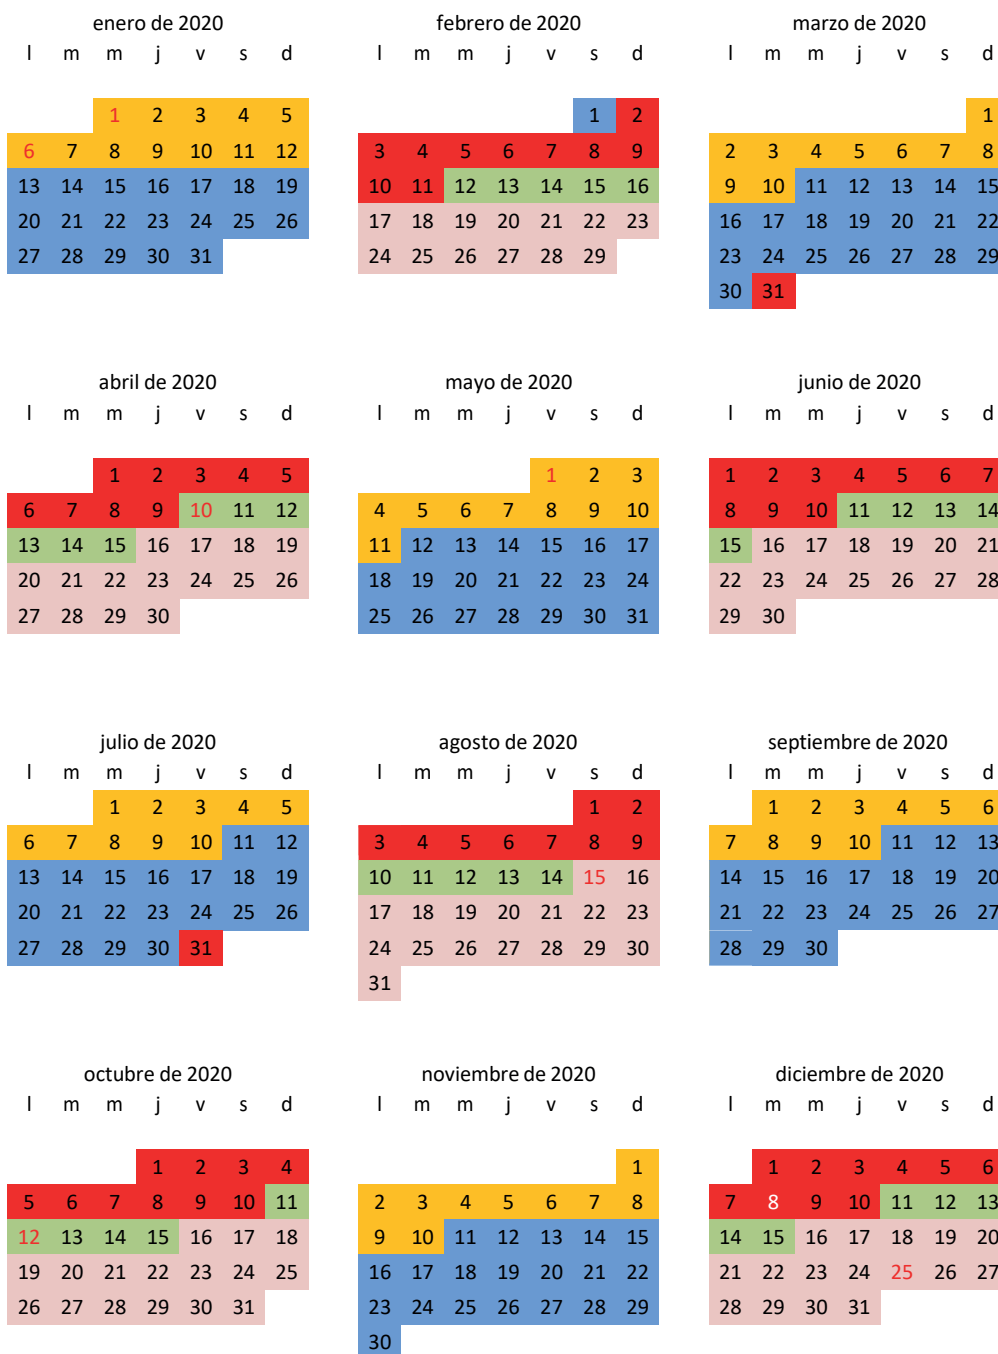 enero de 2020 febrero de 2020 marzo de 2020
l m m j v s d l m m j v s d l m m j v s d
1 2 3 4 5 1 2 1
6 7 8 9 10 11 12 3 4 5 6 7 8 9 2 3 4 5 6 7 8
13 14 15 16 17 18 19 10 11 12 13 14 15 16 9 10 11 12 13 14 15
20 21 22 23 24 25 26 17 18 19 20 21 22 23 16 17 18 19 20 21 22
27 28 29 30 31 24 25 26 27 28 29 23 24 25 26 27 28 29
30 31
abril de 2020 mayo de 2020 junio de 2020
l m m j v s d l m m j v s d l m m j v s d
1 2 3 4 5 1 2 3 1 2 3 4 5 6 7
6 7 8 9 10 11 12 4 5 6 7 8 9 10 8 9 10 11 12 13 14
13 14 15 16 17 18 19 11 12 13 14 15 16 17 15 16 17 18 19 20 21
20 21 22 23 24 25 26 18 19 20 21 22 23 24 22 23 24 25 26 27 28
27 28 29 30 25 26 27 28 29 30 31 29 30
julio de 2020 agosto de 2020 septiembre de 2020
l m m j v s d l m m j v s d l m m j v s d
1 2 3 4 5 1 2 1 2 3 4 5 6
6 7 8 9 10 11 12 3 4 5 6 7 8 9 7 8 9 10 11 12 13
13 14 15 16 17 18 19 10 11 12 13 14 15 16 14 15 16 17 18 19 20
20 21 22 23 24 25 26 17 18 19 20 21 22 23 21 22 23 24 25 26 27
27 28 29 30 31 24 25 26 27 28 29 30 28 29 30
31
octubre de 2020 noviembre de 2020 diciembre de 2020
l m m j v s d l m m j v s d l m m j v s d
1 2 3 4 1 1 2 3 4 5 6
5 6 7 8 9 10 11 2 3 4 5 6 7 8 7 8 9 10 11 12 13
12 13 14 15 16 17 18 9 10 11 12 13 14 15 14 15 16 17 18 19 20
19 20 21 22 23 24 25 16 17 18 19 20 21 22 21 22 23 24 25 26 27
26 27 28 29 30 31 23 24 25 26 27 28 29 28 29 30 31
30